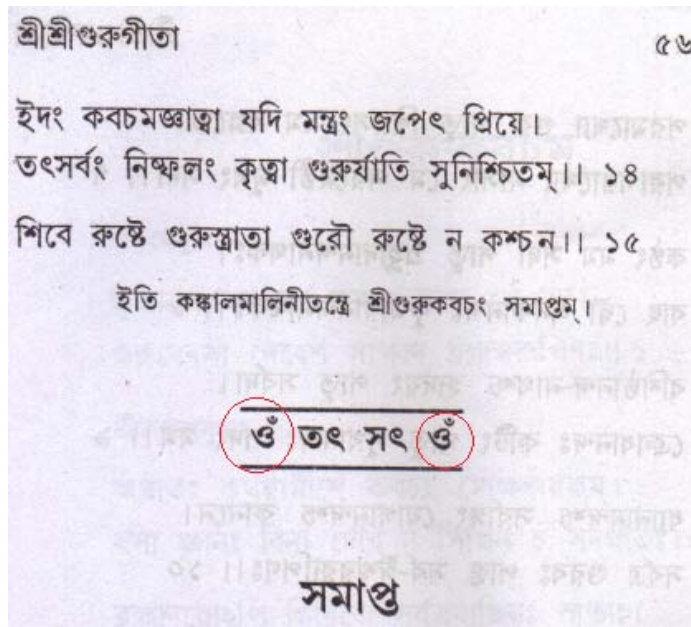 শ্রীশ্রীগুরুগীতা ৫৬
ইদং কবচমজ্ঞাত্বা যদি মন্ত্রং জপেৎ প্রিয়ে।
তৎসর্বং নিষ্ফলং কৃত্বা গুরুর্যাতি সুনিশ্চিতম্।। ১৪
শিবে রুষ্টে গুরুস্ত্রাতা গুরৌ রুষ্টে ন কশ্চন।। ১৫
ইতি কঙ্কালমালিনীতন্ত্রে শ্রীগুরুকবচং সমাপ্তম্।
ওঁ তৎ সৎ ওঁ
সমাপ্ত